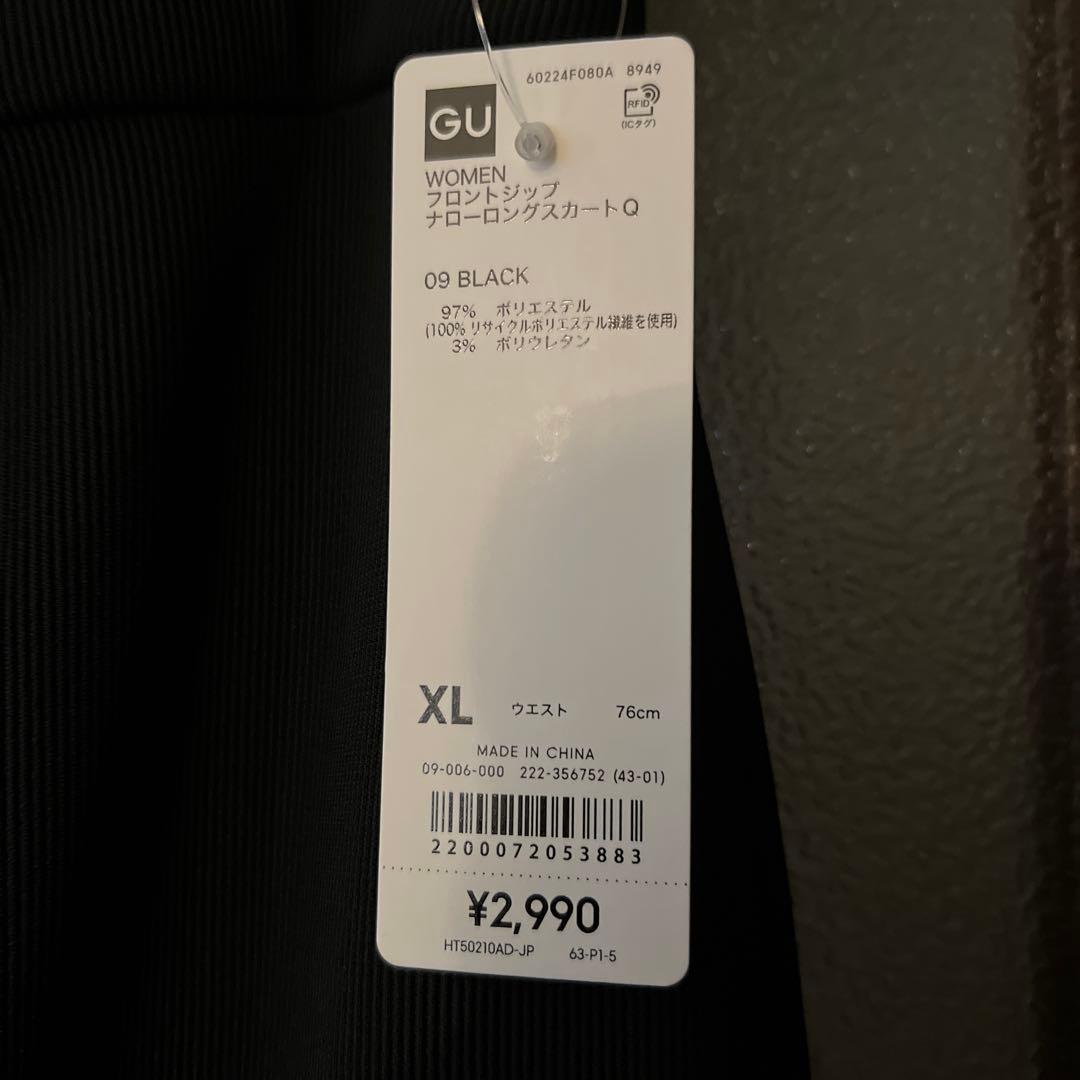 60224F080A 8949
GU
RFID
(ICタグ)
WOMEN
フロントジップ
ナローロングスカートQ
09 BLACK
97% ポリエステル
(100% リサイクルポリエステル繊維を使用)
3% ポリウレタン
XL ウエスト 76cm
MADE IN CHINA
09-006-000 222-356752 (43-01)
2200072053883
¥2,990
HT50210AD-JP 63-P1-5